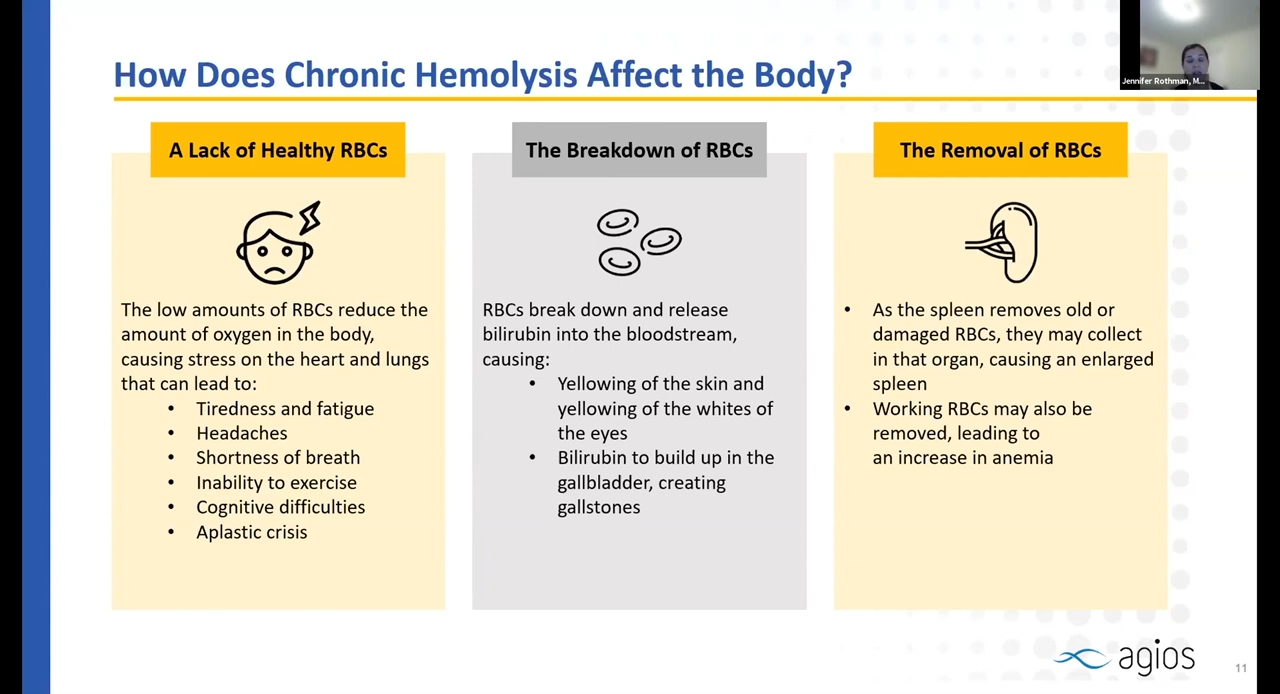 How Does Chronic Hemolysis Affect the Body?
Jennifer Rothman, M...
A Lack of Healthy RBCs
The low amounts of RBCs reduce the
amount of oxygen in the body,
causing stress on the heart and lungs
that can lead to:
• Tiredness and fatigue
• Headaches
• Shortness of breath
• Inability to exercise
• Cognitive difficulties
• Aplastic crisis
The Breakdown of RBCs
RBCs break down and release
bilirubin into the bloodstream,
causing:
• Yellowing of the skin and
yellowing of the whites of
the eyes
• Bilirubin to build up in the
gallbladder, creating
gallstones
The Removal of RBCs
• As the spleen removes old or
damaged RBCs, they may collect
in that organ, causing an enlarged
spleen
• Working RBCs may also be
removed, leading to
an increase in anemia
agios
11